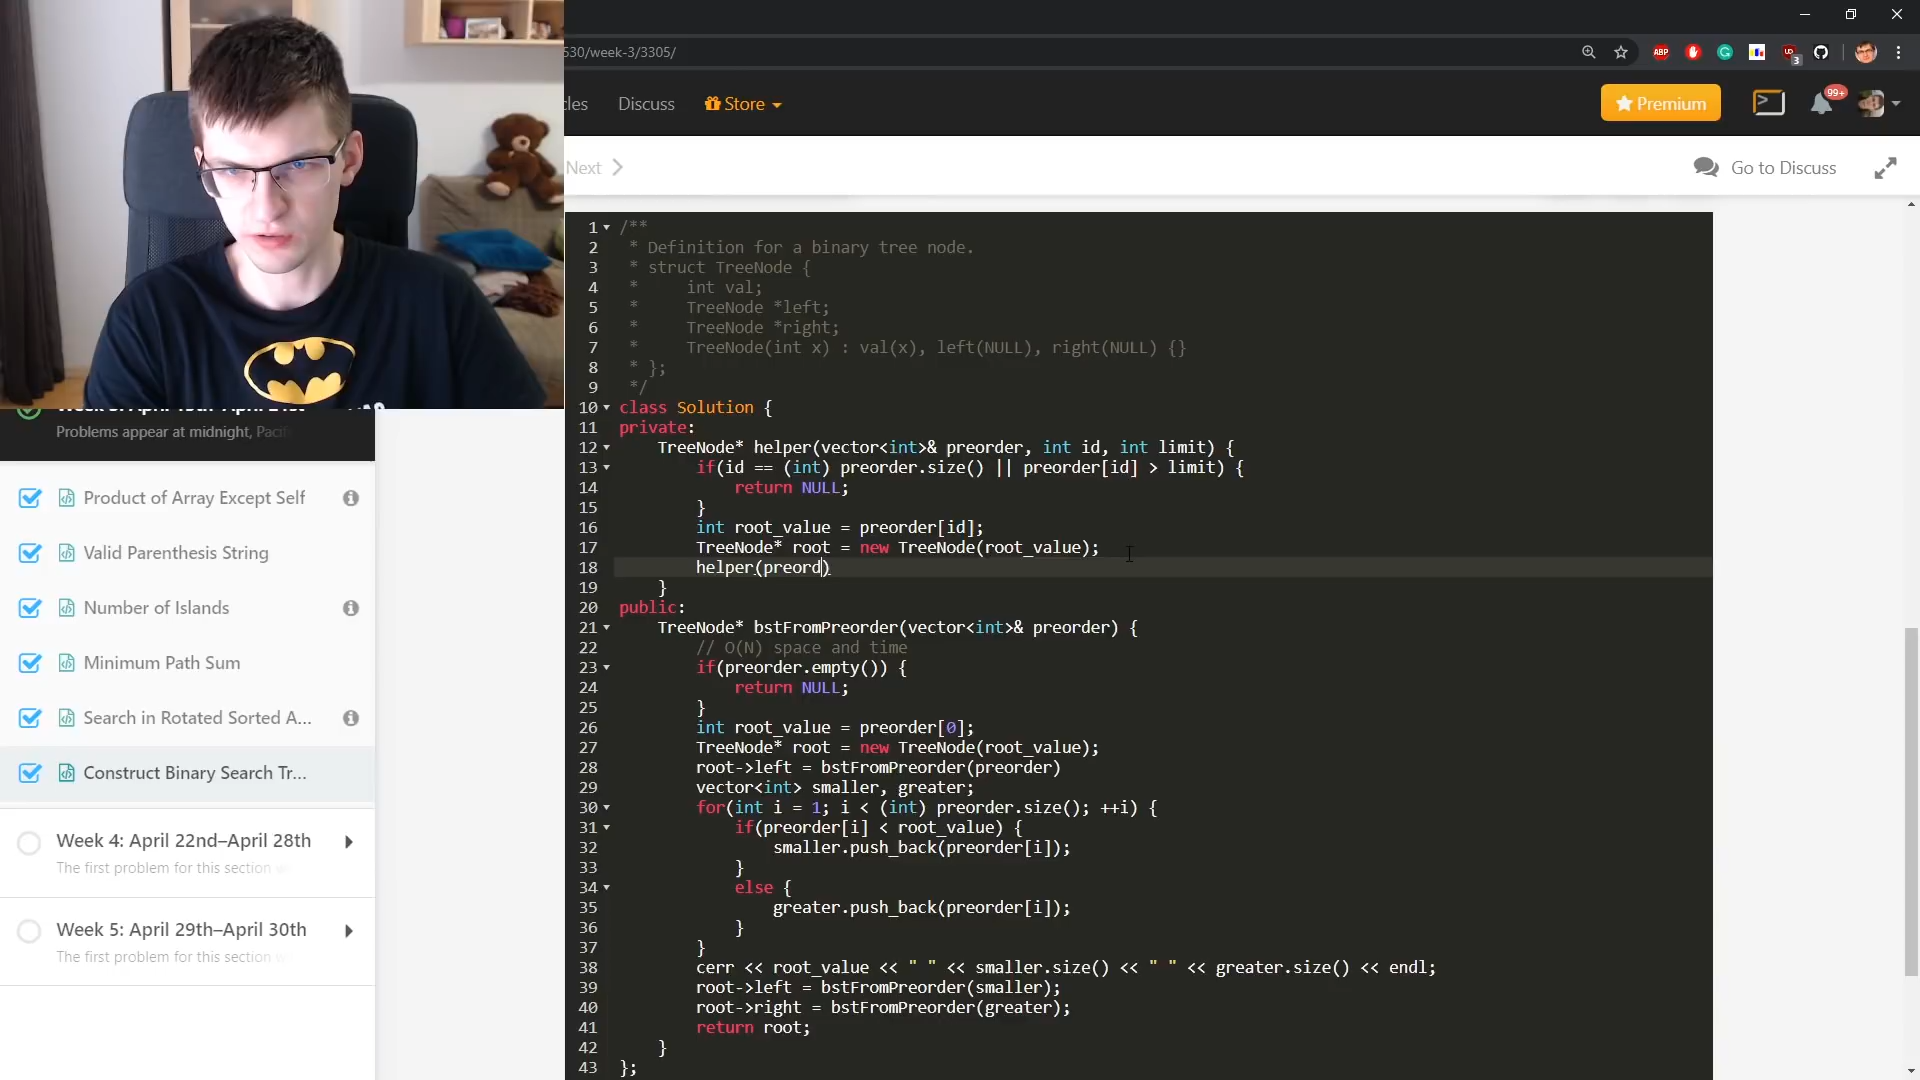 530/week-3/3305/
ABP
UD
3
cles
Discuss
Store
Premium
99+
Next
Go to Discuss
Problems appear at midnight, Pacifi
Product of Array Except Self
Valid Parenthesis String
Number of Islands
Minimum Path Sum
Search in Rotated Sorted A...
Construct Binary Search Tr...
Week 4: April 22nd–April 28th
The first problem for this section w
Week 5: April 29th–April 30th
The first problem for this section w
1 /**
2 * Definition for a binary tree node.
3 * struct TreeNode {
4 * int val;
5 * TreeNode *left;
6 * TreeNode *right;
7 * TreeNode(int x) : val(x), left(NULL), right(NULL) {}
8 * };
9 */
10 class Solution {
11 private:
12 TreeNode* helper(vector<int>& preorder, int id, int limit) {
13 if(id == (int) preorder.size() || preorder[id] > limit) {
14 return NULL;
15 }
16 int root_value = preorder[id];
17 TreeNode* root = new TreeNode(root_value);
18 helper(preord)
19 }
20 public:
21 TreeNode* bstFromPreorder(vector<int>& preorder) {
22 // O(N) space and time
23 if(preorder.empty()) {
24 return NULL;
25 }
26 int root_value = preorder[0];
27 TreeNode* root = new TreeNode(root_value);
28 root->left = bstFromPreorder(preorder)
29 vector<int> smaller, greater;
30 for(int i = 1; i < (int) preorder.size(); ++i) {
31 if(preorder[i] < root_value) {
32 smaller.push_back(preorder[i]);
33 }
34 else {
35 greater.push_back(preorder[i]);
36 }
37 }
38 cerr << root_value << " " << smaller.size() << " " << greater.size() << endl;
39 root->left = bstFromPreorder(smaller);
40 root->right = bstFromPreorder(greater);
41 return root;
42 }
43 };